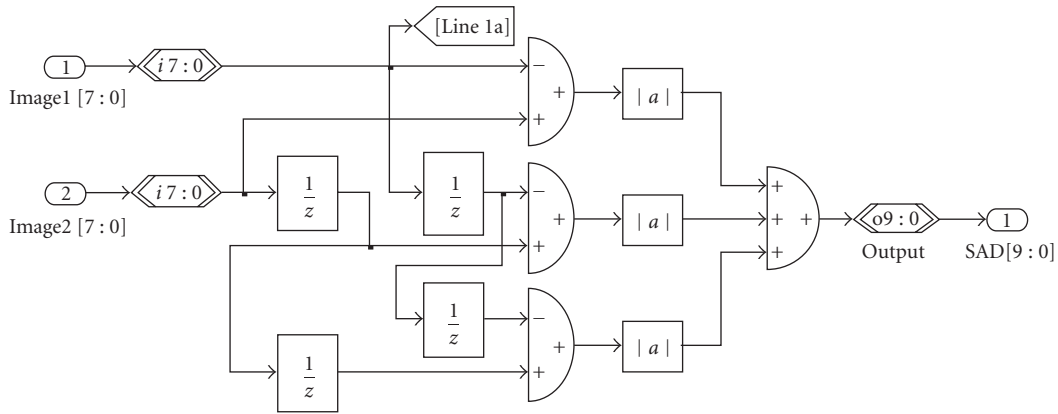 [Line 1a]
1
i 7 : 0
Image1 [7 : 0]
−
+
+
| a |
2
i 7 : 0
Image2 [7 : 0]
1
z
1
z
−
+
+
| a |
+
+
+
+
o9 : 0
Output
1
SAD[9 : 0]
1
z
−
+
+
| a |
1
z